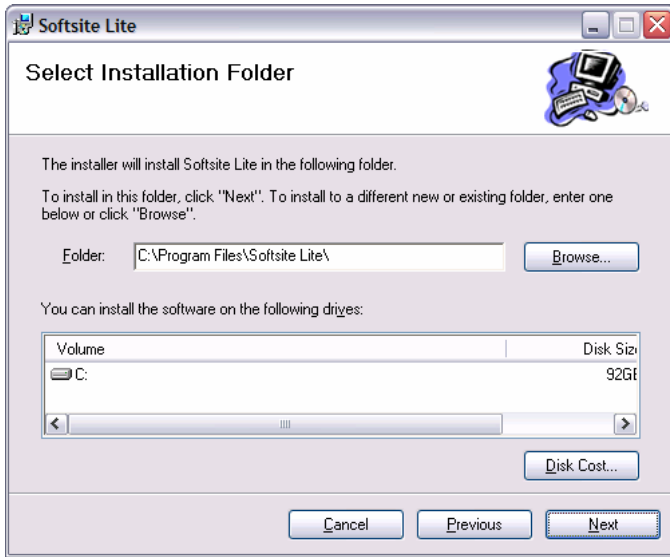 Softsite Lite
Select Installation Folder
The installer will install Softsite Lite in the following folder.
To install in this folder, click "Next". To install to a different new or existing folder, enter one
below or click "Browse".
Folder: C:\Program Files\Softsite Lite\ Browse...
You can install the software on the following drives:
Volume Disk Siz
C: 92GB
Disk Cost...
Cancel Previous Next